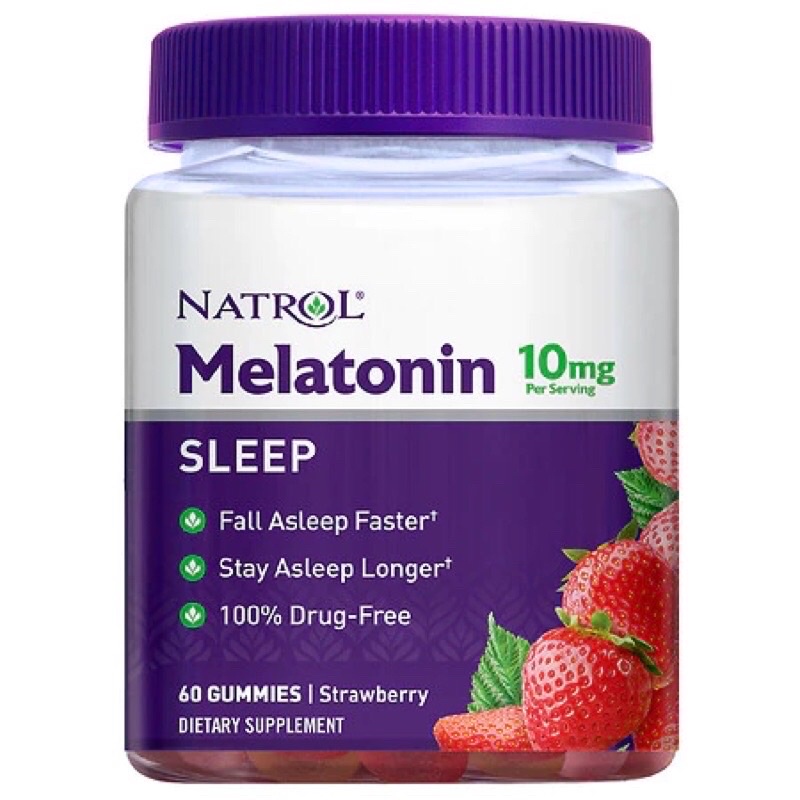 NATROL®
Melatonin 10mg
Per Serving
SLEEP
Fall Asleep Faster†
Stay Asleep Longer†
100% Drug-Free
60 GUMMIES | Strawberry
DIETARY SUPPLEMENT